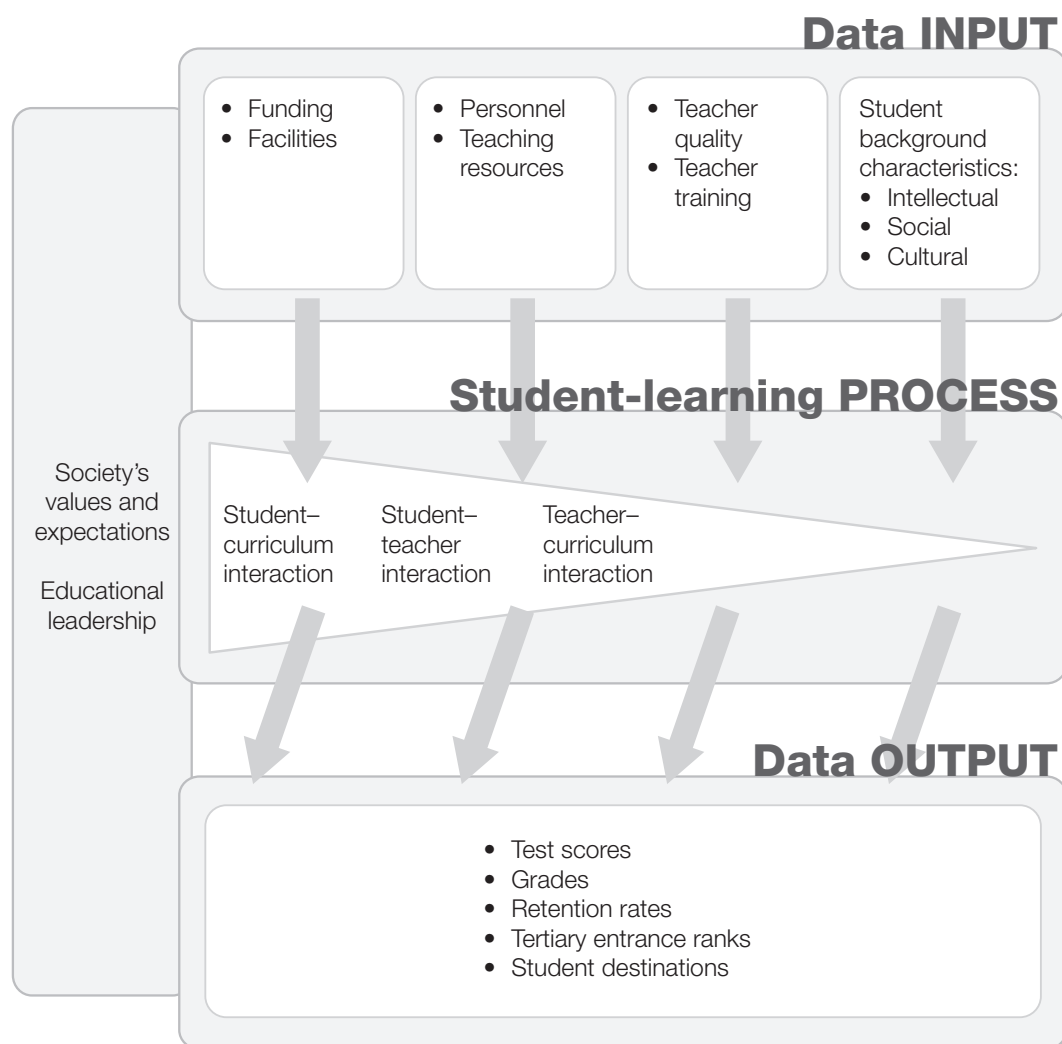 Data INPUT
• Funding
• Facilities
• Personnel
• Teaching
resources
• Teacher
quality
• Teacher
training
Student
background
characteristics:
• Intellectual
• Social
• Cultural
Student-learning PROCESS
Society’s
values and
expectations
Educational
leadership
Student–
curriculum
interaction
Student–
teacher
interaction
Teacher–
curriculum
interaction
Data OUTPUT
• Test scores
• Grades
• Retention rates
• Tertiary entrance ranks
• Student destinations